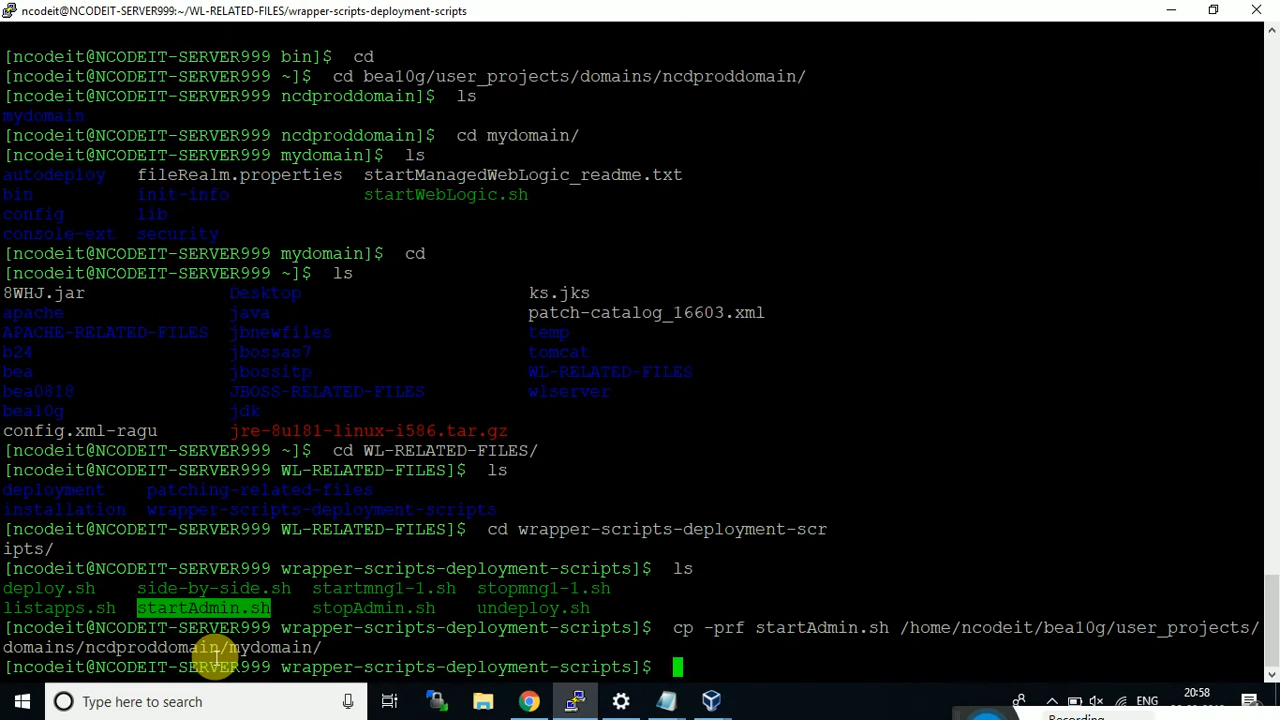 ncodeit@NCODEIT-SERVER999:~/WL-RELATED-FILES/wrapper-scripts-deployment-scripts
[ncodeit@NCODEIT-SERVER999 bin]$ cd
[ncodeit@NCODEIT-SERVER999 ~]$ cd bea10g/user_projects/domains/ncdproddomain/
[ncodeit@NCODEIT-SERVER999 ncdproddomain]$ ls
mydomain
[ncodeit@NCODEIT-SERVER999 ncdproddomain]$ cd mydomain/
[ncodeit@NCODEIT-SERVER999 mydomain]$ ls
autodeploy fileRealm.properties startManagedWebLogic_readme.txt
bin init-info startWebLogic.sh
config lib
console-ext security
[ncodeit@NCODEIT-SERVER999 mydomain]$ cd
[ncodeit@NCODEIT-SERVER999 ~]$ ls
8WHJ.jar Desktop ks.jks
apache java patch-catalog_16603.xml
APACHE-RELATED-FILES jbnewfiles temp
b24 jbossas7 tomcat
bea jbossitp WL-RELATED-FILES
bea0818 JBOSS-RELATED-FILES wlserver
bea10g jdk
config.xml-ragu jre-8u181-linux-i586.tar.gz
[ncodeit@NCODEIT-SERVER999 ~]$ cd WL-RELATED-FILES/
[ncodeit@NCODEIT-SERVER999 WL-RELATED-FILES]$ ls
deployment patching-related-files
installation wrapper-scripts-deployment-scripts
[ncodeit@NCODEIT-SERVER999 WL-RELATED-FILES]$ cd wrapper-scripts-deployment-scr
ipts/
[ncodeit@NCODEIT-SERVER999 wrapper-scripts-deployment-scripts]$ ls
deploy.sh side-by-side.sh startmng1-1.sh stopmng1-1.sh
listapps.sh startAdmin.sh stopAdmin.sh undeploy.sh
[ncodeit@NCODEIT-SERVER999 wrapper-scripts-deployment-scripts]$ cp -prf startAdmin.sh /home/ncodeit/bea10g/user_projects/
domains/ncdproddomain/mydomain/
[ncodeit@NCODEIT-SERVER999 wrapper-scripts-deployment-scripts]$
Type here to search
ENG
20:58
Recording